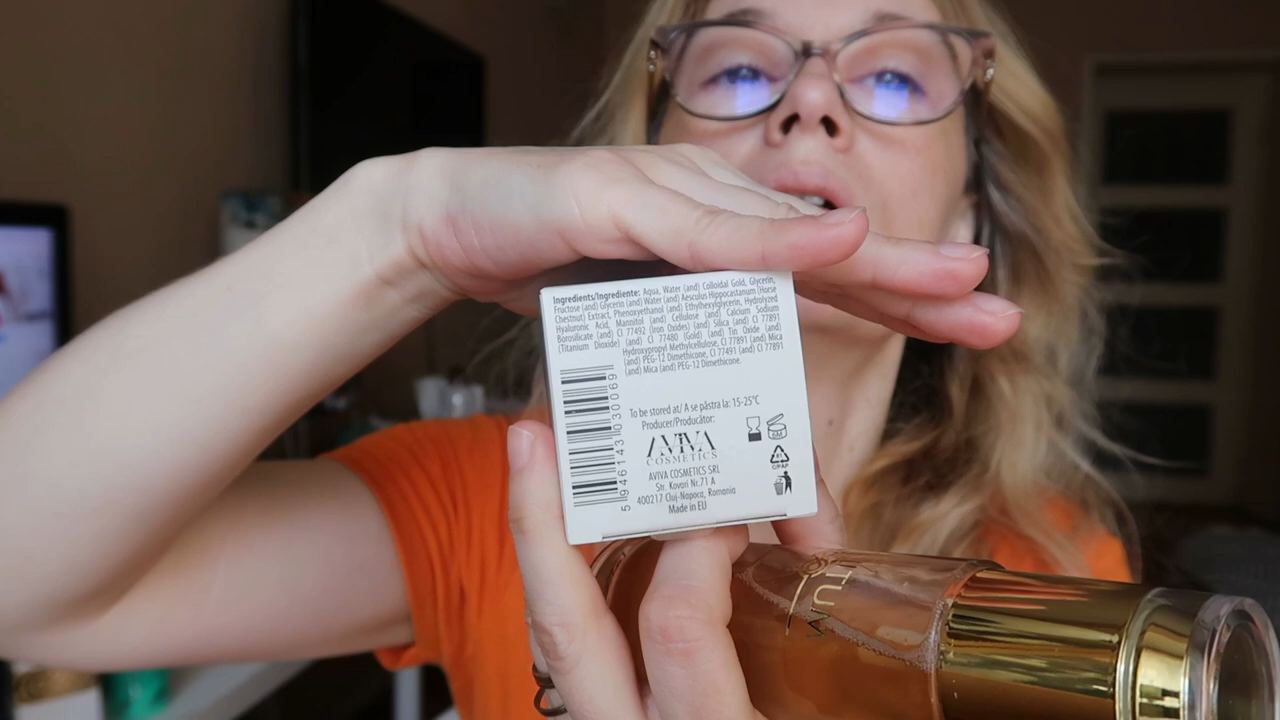 Ingredients/Ingrediente: Aqua, Water (and) Colloidal Gold, Glycerin,
Fructose (and) Glycerin (and) Water (and) Aesculus Hippocastanum (Horse
Chestnut) Extract, Phenoxyethanol (and) Ethylhexylglycerin, Hydrolyzed
Hyaluronic Acid, Mannitol (and) Cellulose (and) Calcium Sodium
Borosilicate (and) CI 77492 (Iron Oxides) (and) Silica (and) CI 77891
(Titanium Dioxide) (and) CI 77480 (Gold) (and) Tin Oxide (and)
Hydroxypropyl Methylcellulose, CI 77891 (and) Mica
(and) PEG-12 Dimethicone, CI 77491 (and) CI 77891
(and) Mica (and) PEG-12 Dimethicone.
To be stored at/ A se păstra la: 15-25°C
Producer/Producător:
AVIVA
COSMETICS
AVIVA COSMETICS SRL
Str. Kovari Nr.71 A
400217 Cluj-Napoca, Romania
Made in EU
5 946143 030069
6M